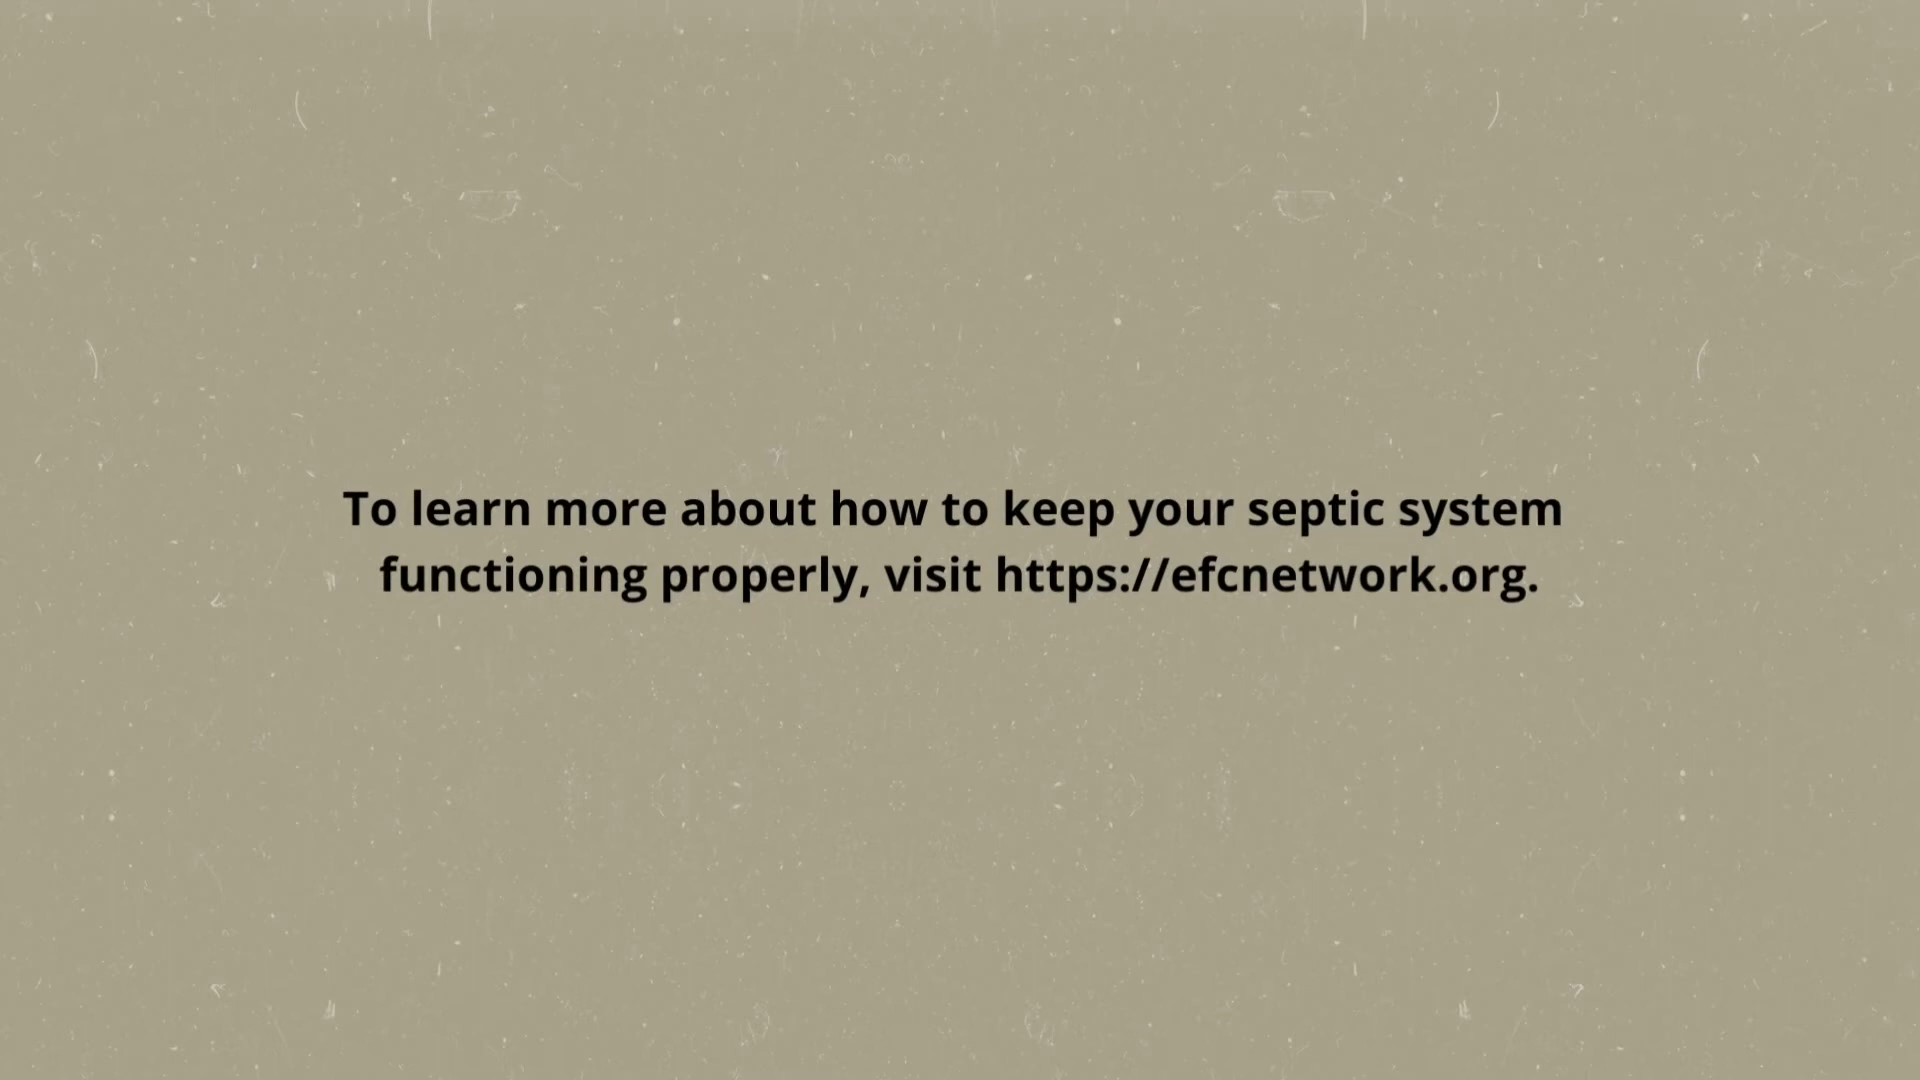 To learn more about how to keep your septic system
functioning properly, visit https://efcnetwork.org.